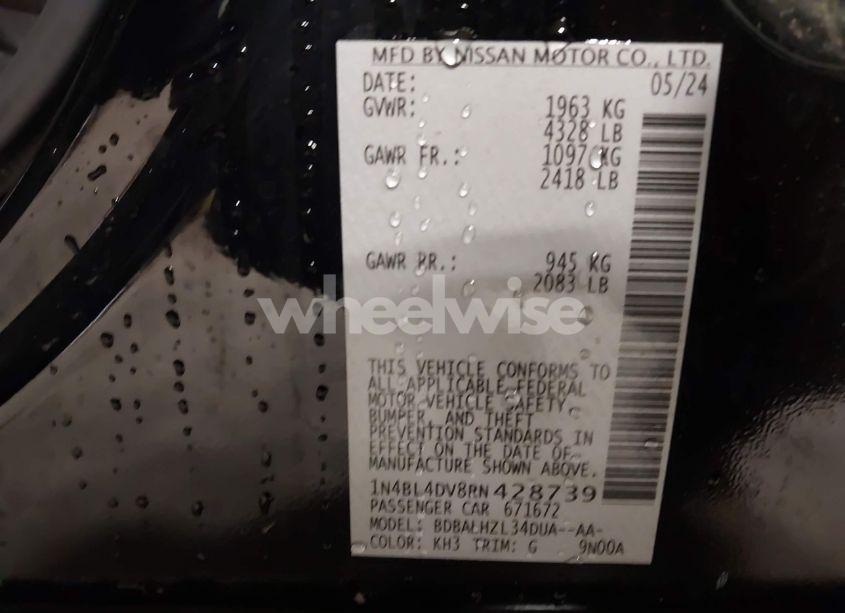 MFD BY NISSAN MOTOR CO., LTD.
DATE: 05/24
GVWR: 1963 KG
4328 LB
GAWR FR.: 1097 KG
2418 LB
GAWR RR.: 945 KG
2083 LB
wheelwise
THIS VEHICLE CONFORMS TO
ALL APPLICABLE FEDERAL
MOTOR VEHICLE SAFETY,
BUMPER, AND THEFT
PREVENTION STANDARDS IN
EFFECT ON THE DATE OF
MANUFACTURE SHOWN ABOVE.
1N4BL4DV8RN428739
PASSENGER CAR 671672
MODEL: BDBALHZL34DUA--AA-
COLOR: KH3 TRIM: G 9N00A